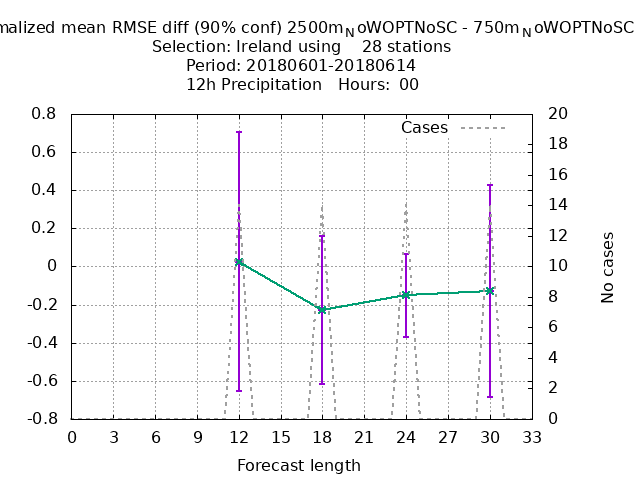 malized mean RMSE diff (90% conf) 2500m_NoWOPTNoSC - 750m_NoWOPTNoSC
Selection: Ireland using 28 stations
Period: 20180601-20180614
12h Precipitation Hours: 00
Cases
0.8
0.6
0.4
0.2
0
-0.2
-0.4
-0.6
-0.8
20
18
16
14
12
10
8
6
4
2
0
No cases
0 3 6 9 12 15 18 21 24 27 30 33
Forecast length